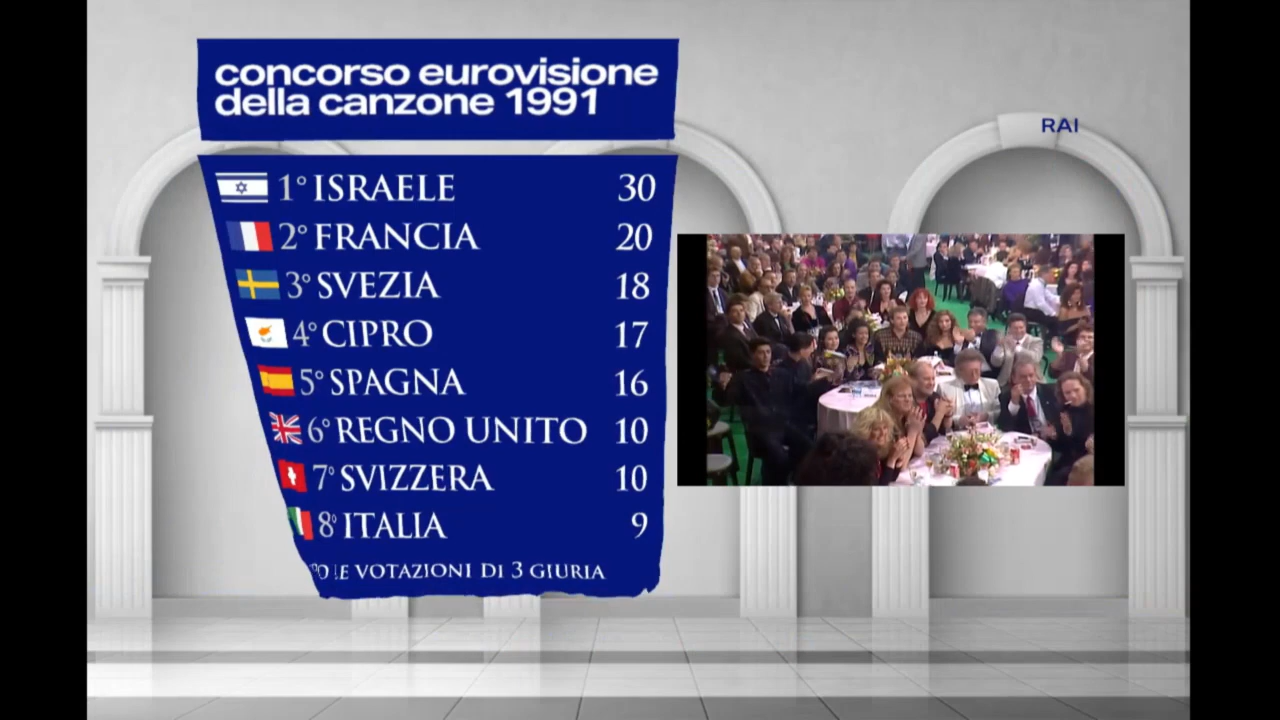 concorso eurovisione
della canzone 1991
RAI
1° ISRAELE 30
2° FRANCIA 20
3° SVEZIA 18
4° CIPRO 17
5° SPAGNA 16
6° REGNO UNITO 10
7° SVIZZERA 10
8° ITALIA 9
LE VOTAZIONI DI 3 GIURIA